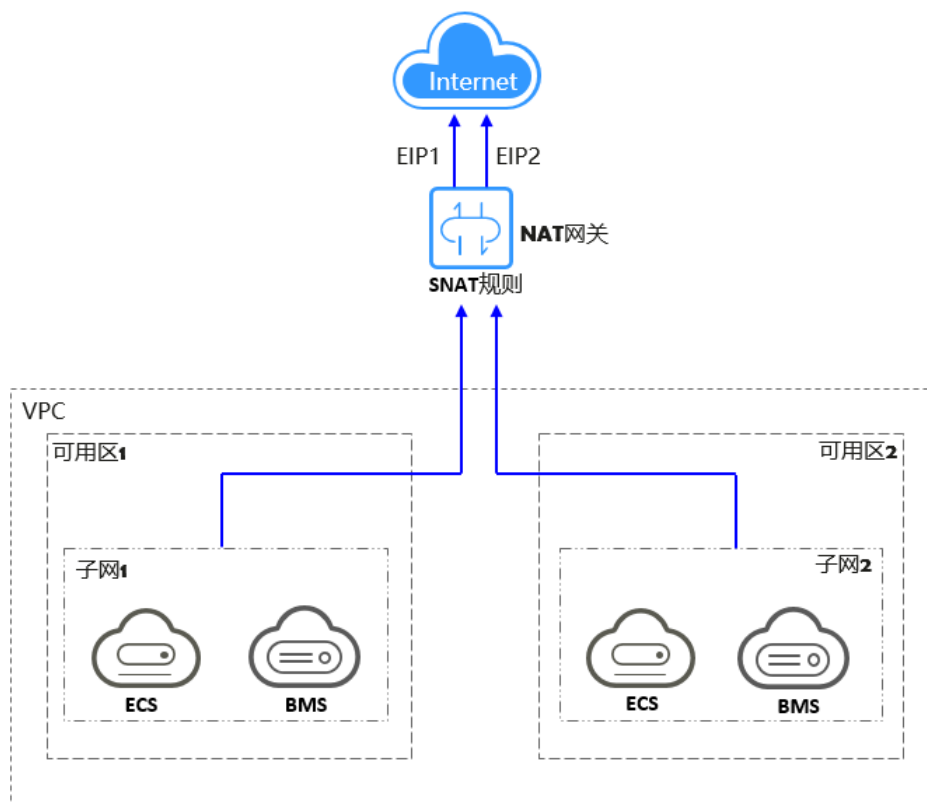 Internet
EIP1
EIP2
NAT网关
SNAT规则
VPC
可用区1
可用区2
子网1
子网2
ECS
BMS
ECS
BMS